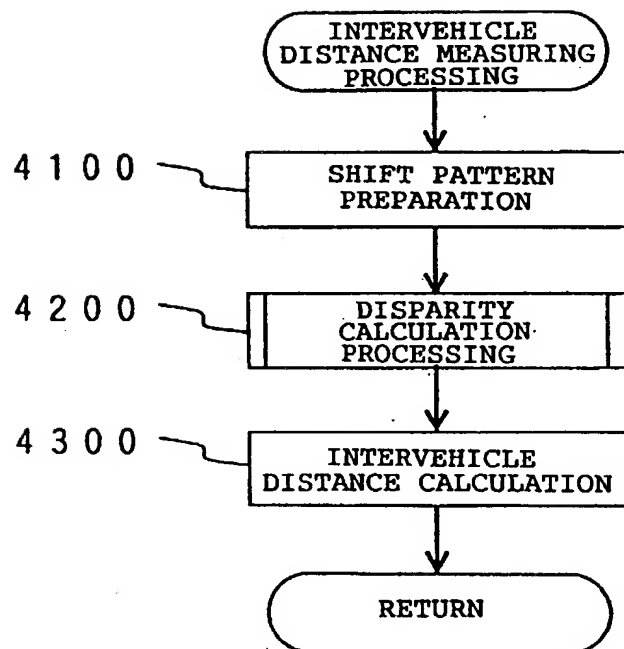 INTERVEHICLE
DISTANCE MEASURING
PROCESSING
4100
SHIFT PATTERN
PREPARATION
4200
DISPARITY
CALCULATION
PROCESSING
4300
INTERVEHICLE
DISTANCE CALCULATION
RETURN